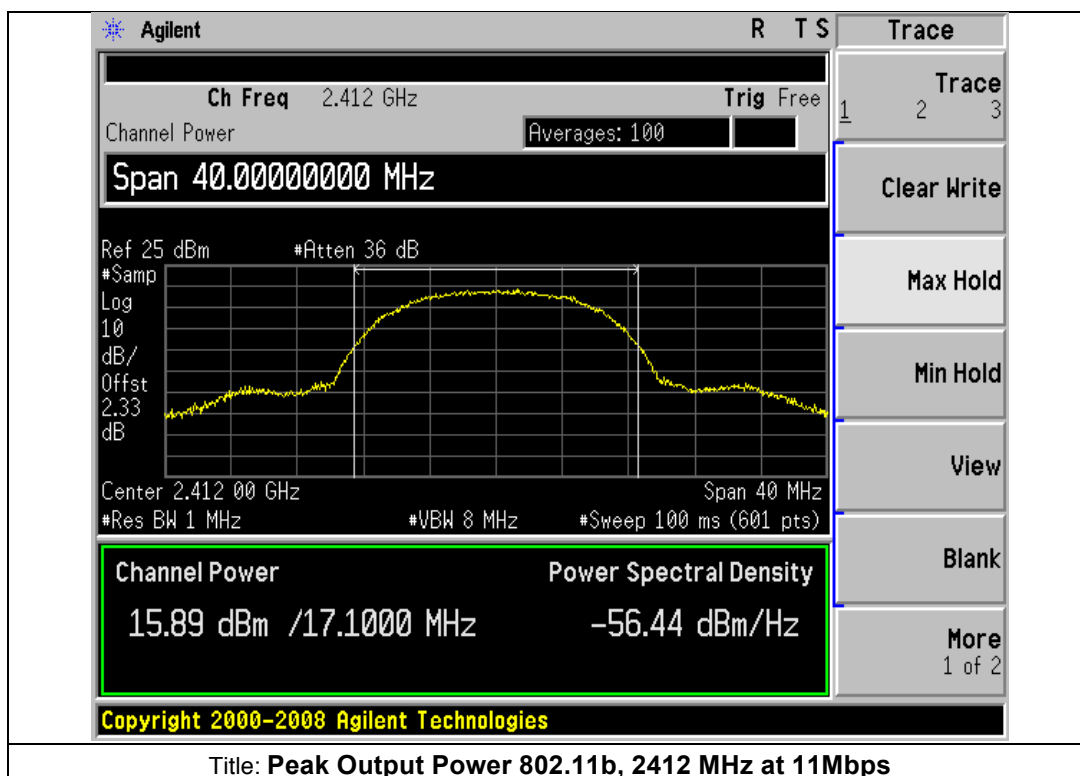 Agilent R T S Trace
Ch Freq 2.412 GHz Trig Free
Channel Power Averages: 100
Span 40.00000000 MHz
Ref 25 dBm #Atten 36 dB
#Samp
Log
10
dB/
Offst
2.33
dB
Center 2.412 00 GHz Span 40 MHz
#Res BW 1 MHz #VBW 8 MHz #Sweep 100 ms (601 pts)
Channel Power Power Spectral Density
15.89 dBm /17.1000 MHz -56.44 dBm/Hz
Copyright 2000-2008 Agilent Technologies
Trace
1 2 3
Clear Write
Max Hold
Min Hold
View
Blank
More
1 of 2
Title: Peak Output Power 802.11b, 2412 MHz at 11Mbps